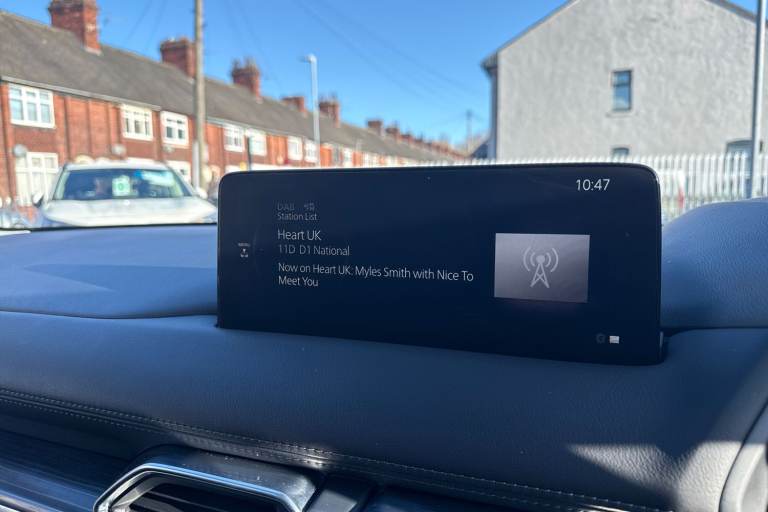 10:47
DAB
Station List
Heart UK
11D D1 National
Now on Heart UK: Myles Smith with Nice To
Meet You